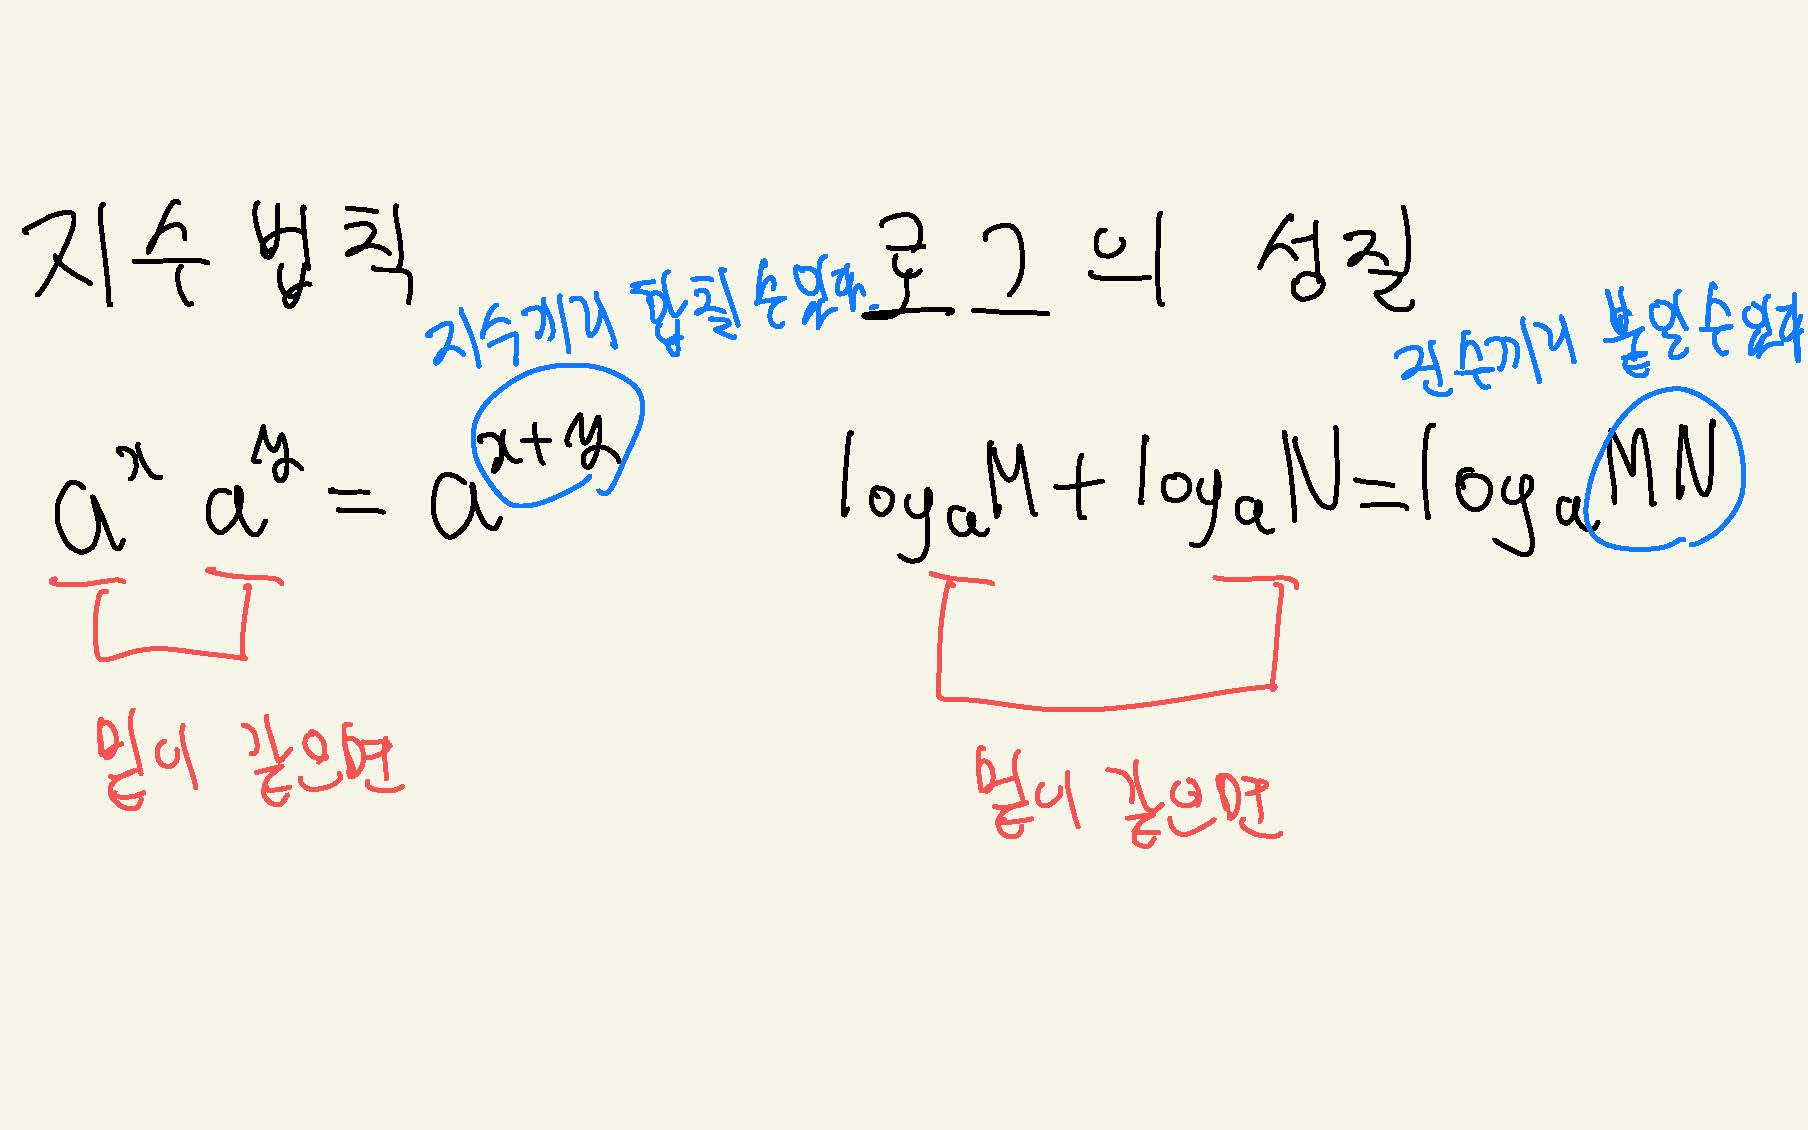 지수 법칙
지수끼리 합칠 수 있다.
a^x a^y = a^{x+y}
밑이 같으면
로그의 성질
진수끼리 붙일 수 있다
log_a M + log_a N = log_a MN
밑이 같으면